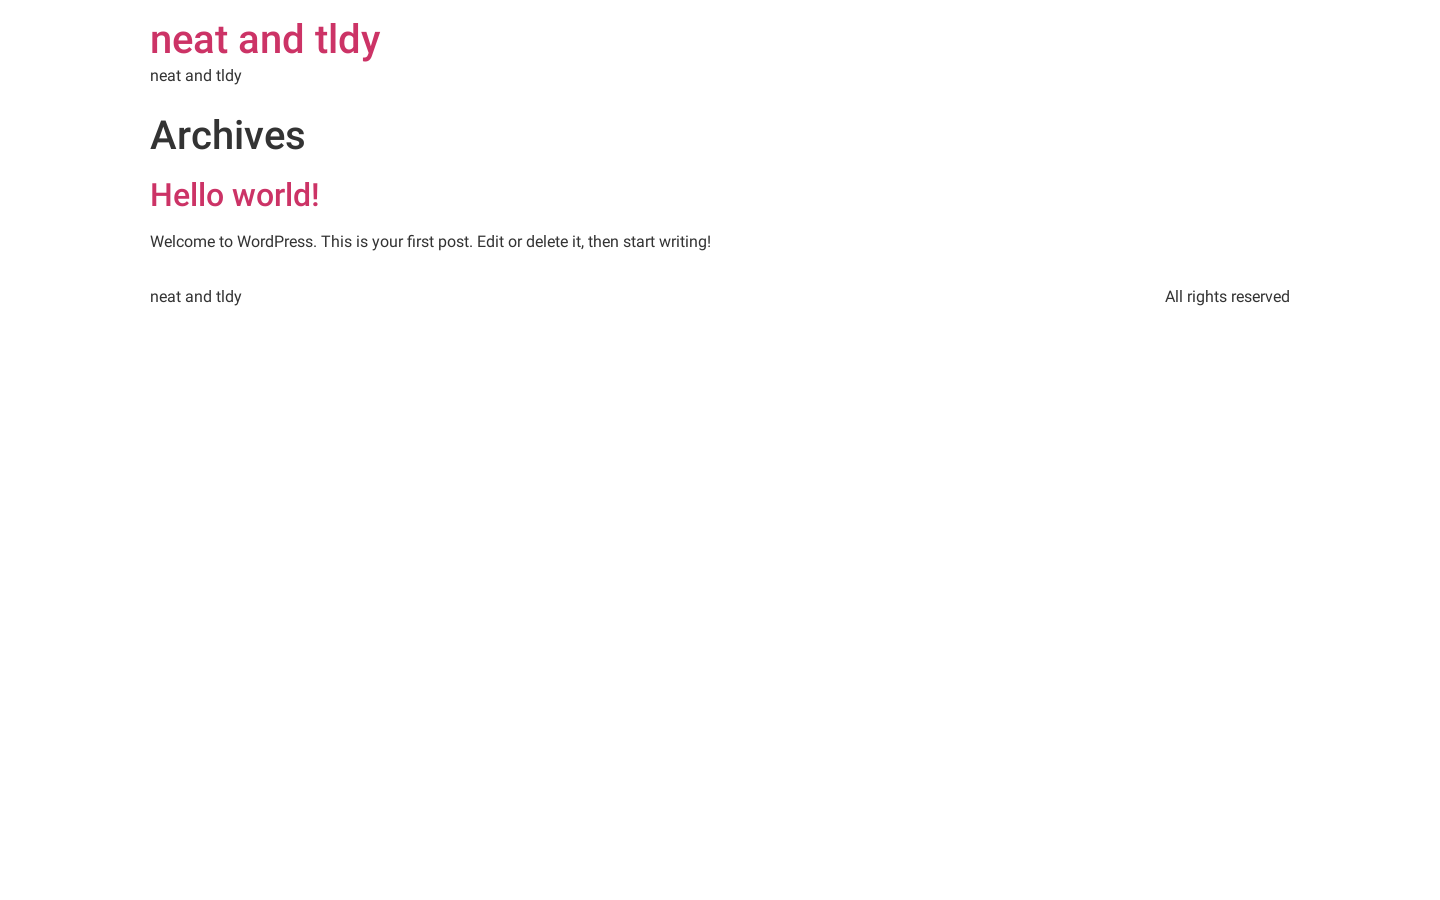 neat and tldy
neat and tldy
Archives
Hello world!
Welcome to WordPress. This is your first post. Edit or delete it, then start writing!
neat and tldy
All rights reserved